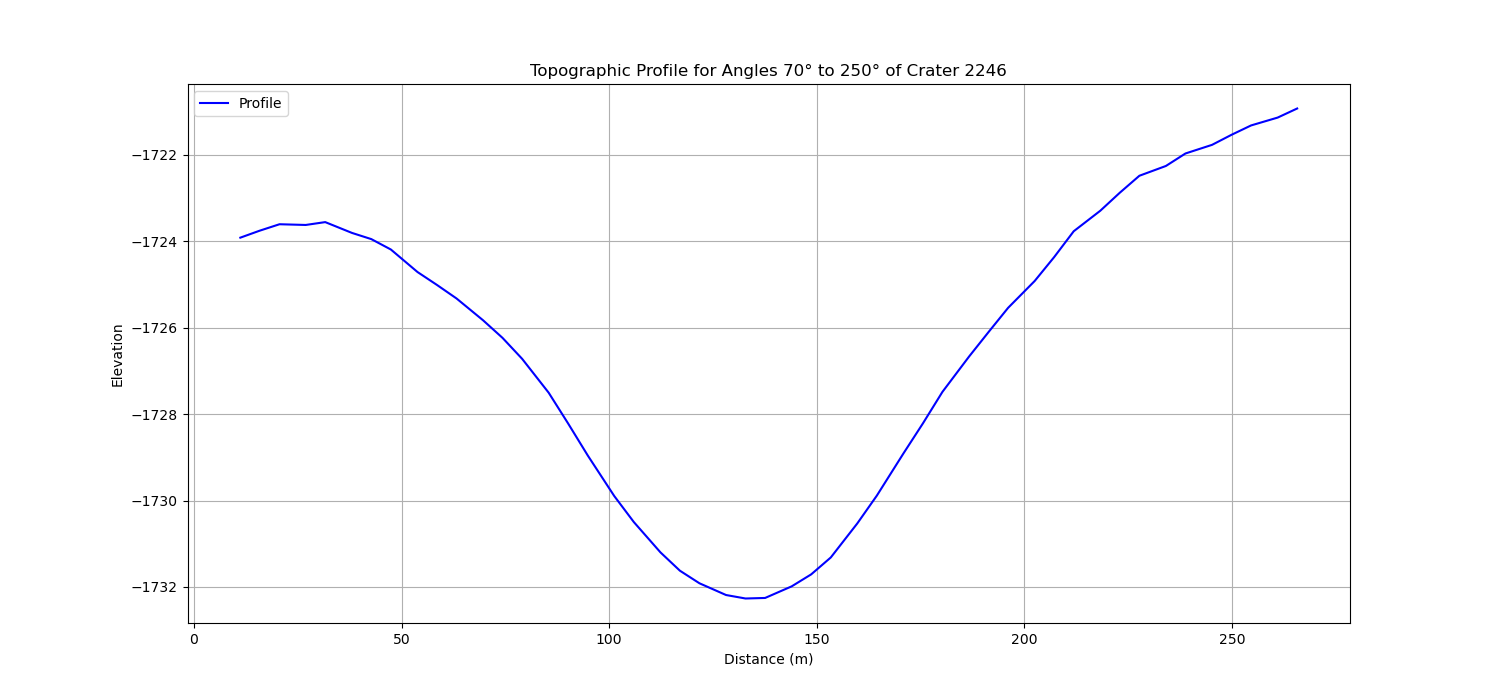 Topographic Profile for Angles 70° to 250° of Crater 2246
Profile
−1722
−1724
−1726
−1728
−1730
−1732
Elevation
0 50 100 150 200 250
Distance (m)